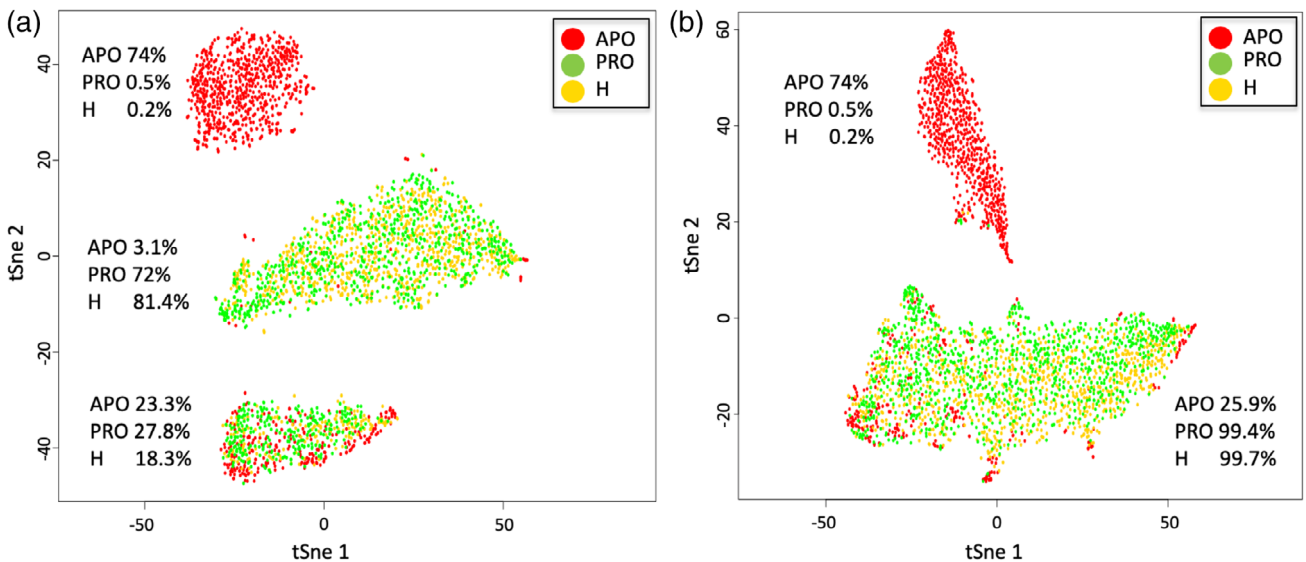 (a)
APO 74%
PRO 0.5%
H 0.2%
APO
PRO
H
APO 3.1%
PRO 72%
H 81.4%
APO 23.3%
PRO 27.8%
H 18.3%
40
20
0
-20
40
tSne 2
-50
0
50
tSne 1
(b)
APO 74%
PRO 0.5%
H 0.2%
APO
PRO
H
APO 25.9%
PRO 99.4%
H 99.7%
60
40
20
0
-20
tSne 2
-50
0
50
tSne 1